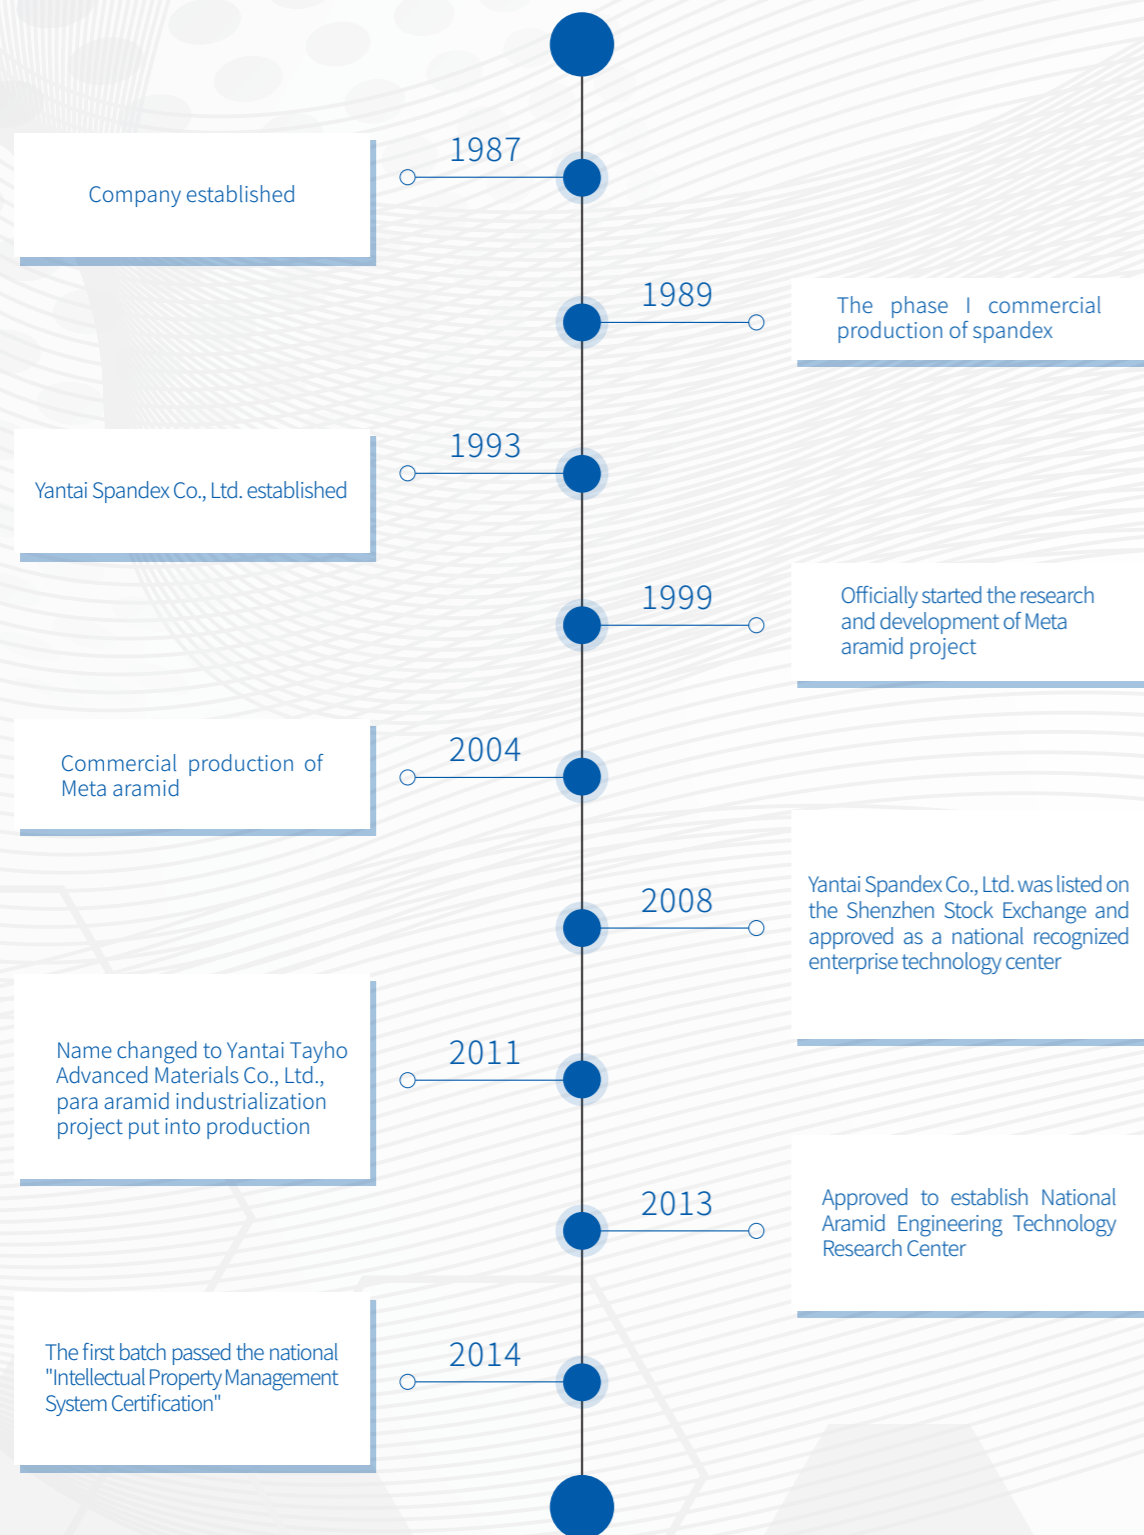 1987
Company established
1989
The phase I commercial
production of spandex
1993
Yantai Spandex Co., Ltd. established
1999
Officially started the research
and development of Meta
aramid project
2004
Commercial production of
Meta aramid
2008
Yantai Spandex Co., Ltd. was listed on
the Shenzhen Stock Exchange and
approved as a national recognized
enterprise technology center
2011
Name changed to Yantai Tayho
Advanced Materials Co., Ltd.,
para aramid industrialization
project put into production
2013
Approved to establish National
Aramid Engineering Technology
Research Center
2014
The first batch passed the national
"Intellectual Property Management
System Certification"